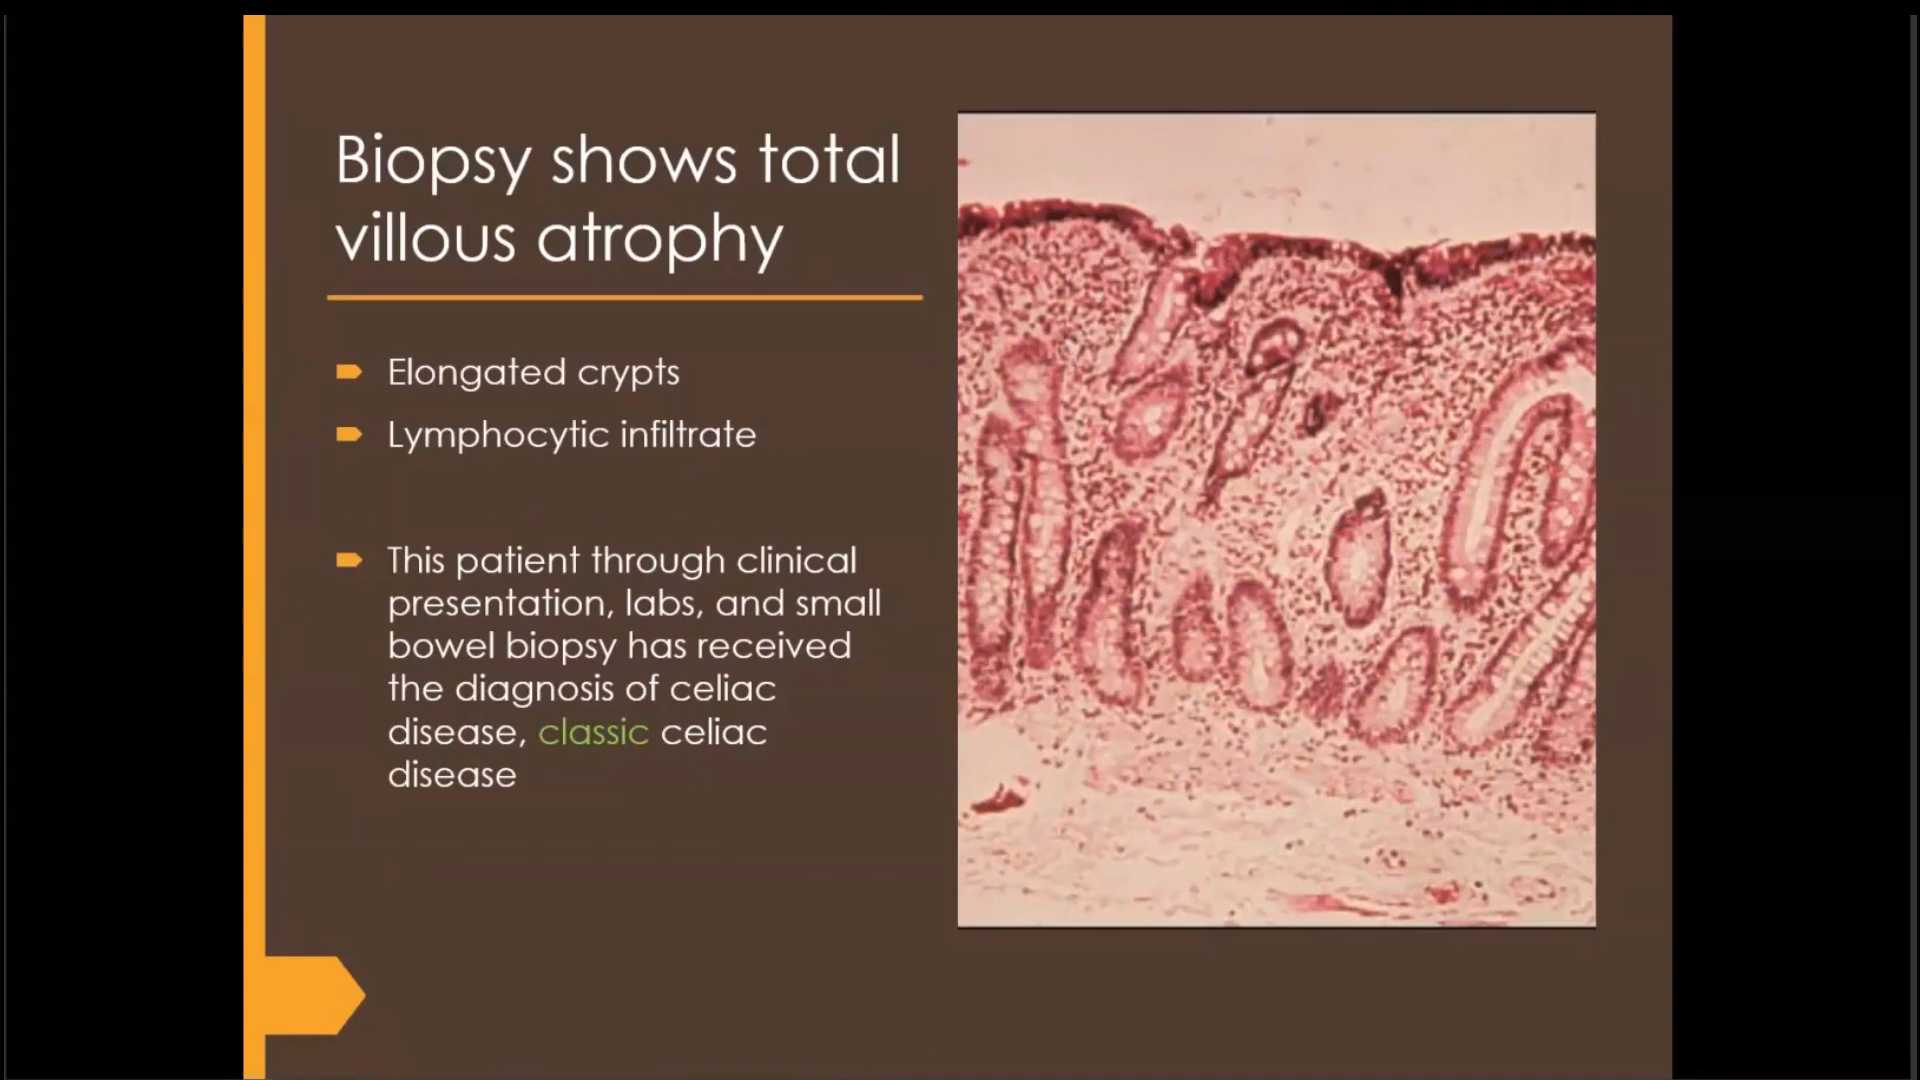 Biopsy shows total
villous atrophy
Elongated crypts
Lymphocytic infiltrate
This patient through clinical
presentation, labs, and small
bowel biopsy has received
the diagnosis of celiac
disease, classic celiac
disease